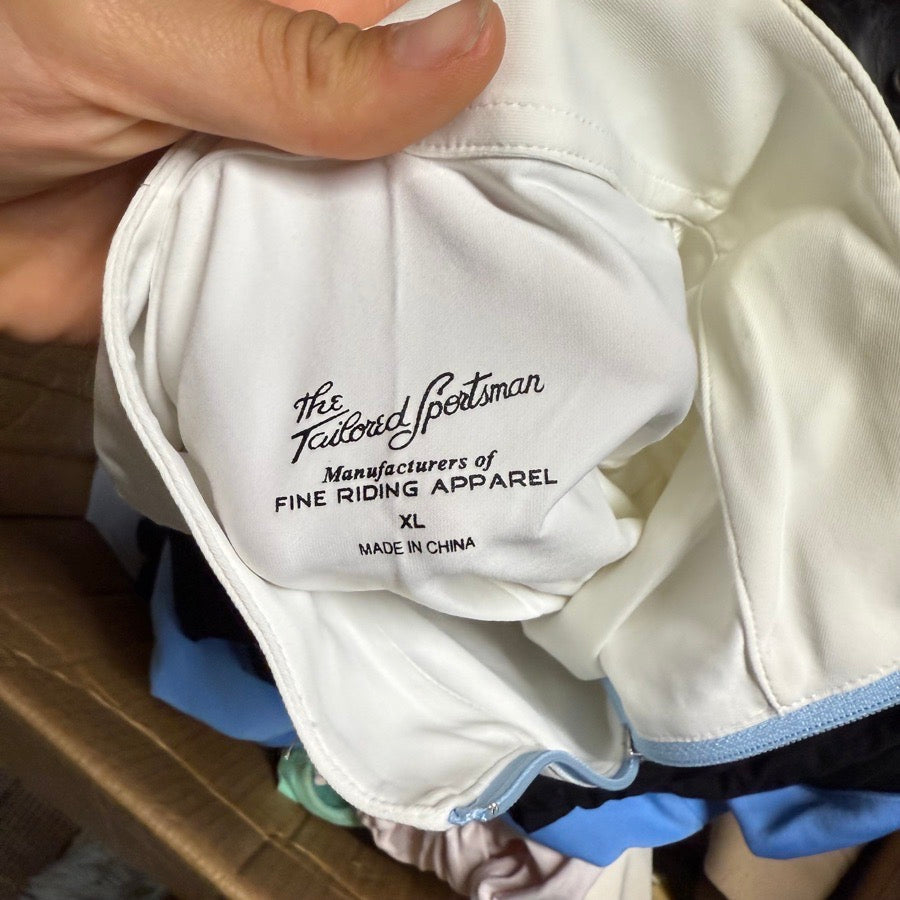 The
Tailored Sportsman
Manufacturers of
FINE RIDING APPAREL
XL
MADE IN CHINA